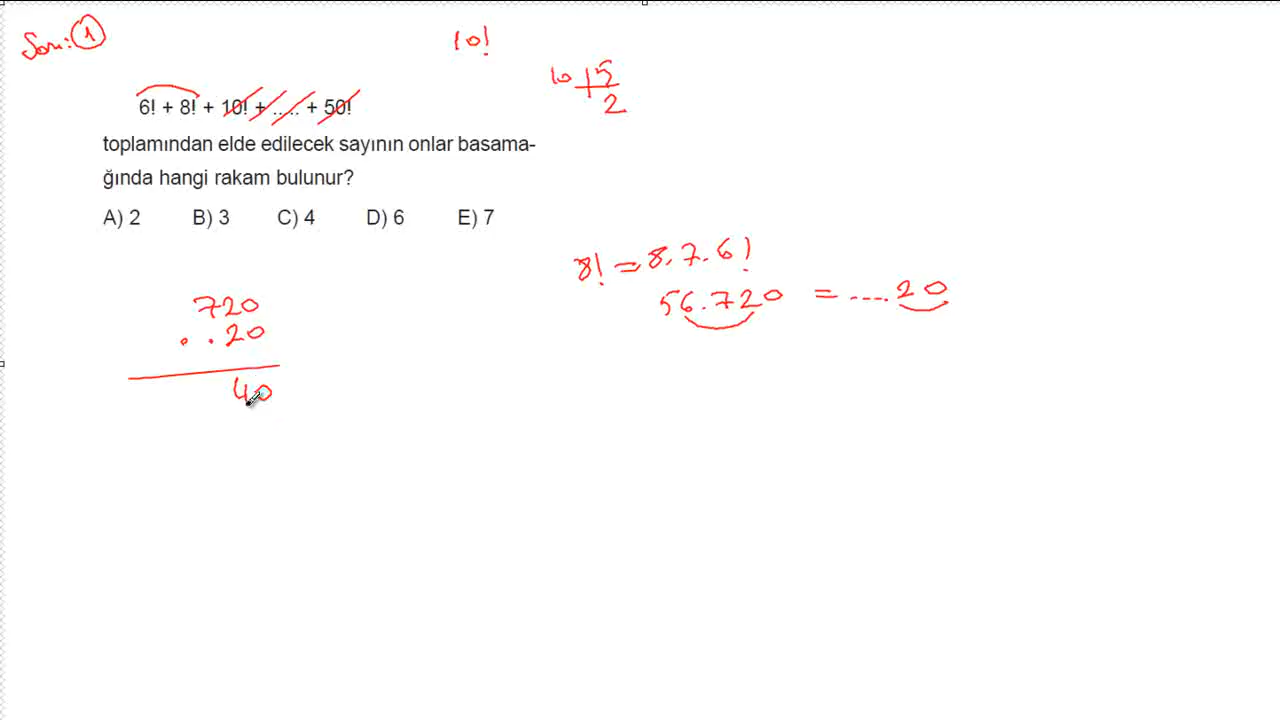 Soru: 1
10!
10 5
2
6! + 8! + 10! + ..... + 50!
toplamından elde edilecek sayının onlar basama-
ğında hangi rakam bulunur?
A) 2 B) 3 C) 4 D) 6 E) 7
8! = 8.7.6!
56.720 = ....20
720
..20
40